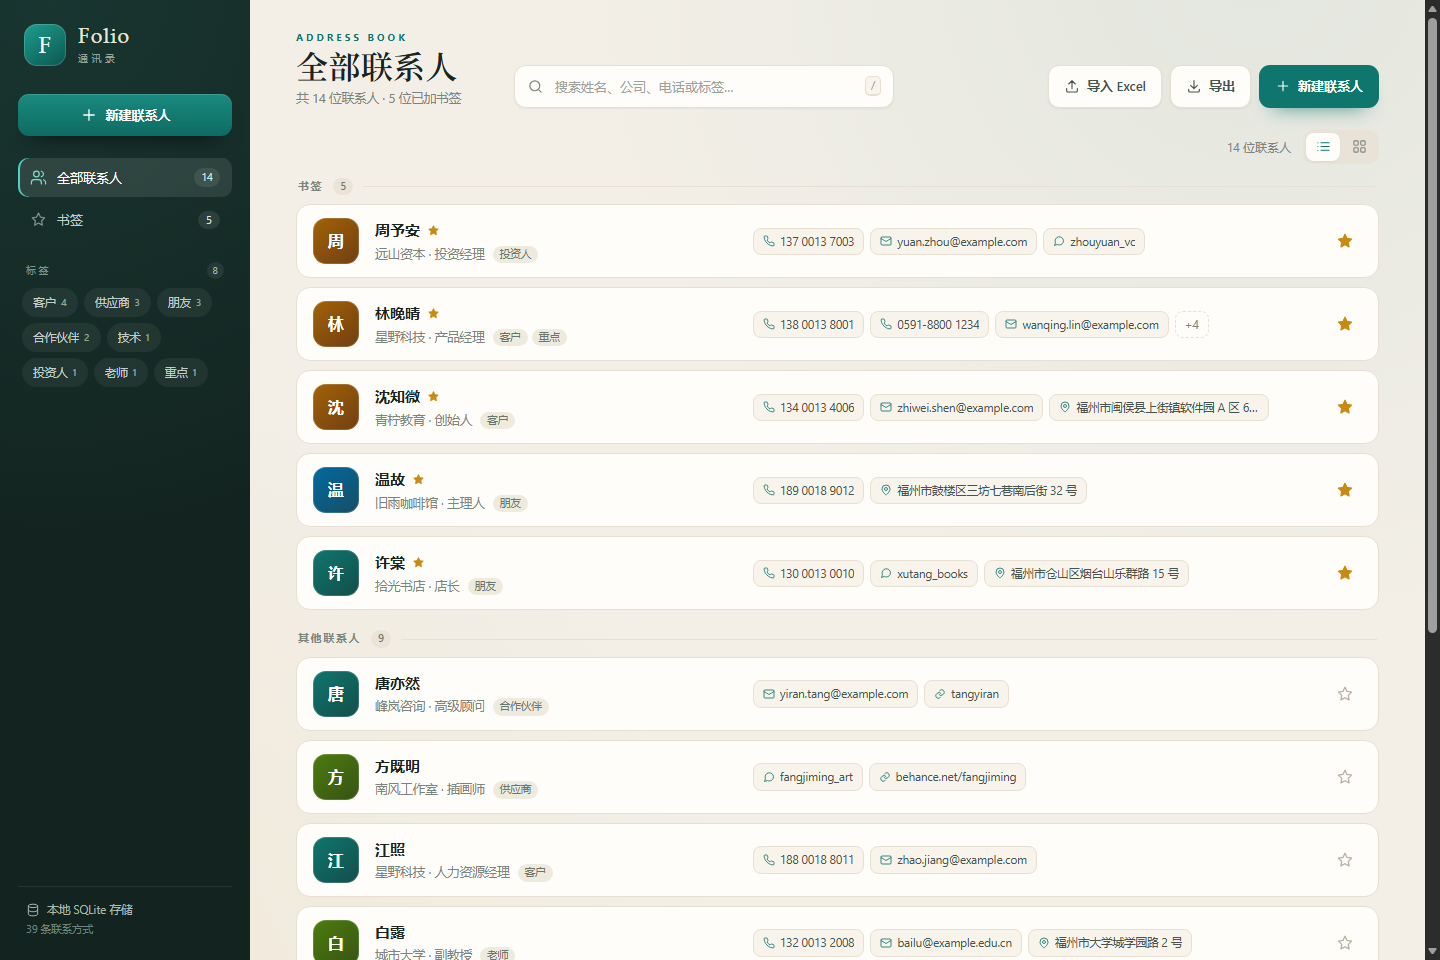 F
Folio
通讯录
新建联系人
全部联系人 14
书签 5
标签 8
客户 4 供应商 3 朋友 3
合作伙伴 2 技术 1
投资人 1 老师 1 重点 1
本地 SQLite 存储
39 条联系方式
ADDRESS BOOK
全部联系人
共 14 位联系人 · 5 位已加书签
搜索姓名、公司、电话或标签... /
导入 Excel 导出 新建联系人
14 位联系人
书签 5
周
周予安
远山资本 · 投资经理 投资人
137 0013 7003 yuan.zhou@example.com zhouyuan_vc
林
林晚晴
星野科技 · 产品经理 客户 重点
138 0013 8001 0591-8800 1234 wanqing.lin@example.com +4
沈
沈知微
青柠教育 · 创始人 客户
134 0013 4006 zhiwei.shen@example.com 福州市闽侯县上街镇软件园 A 区 6...
温
温故
旧雨咖啡馆 · 主理人 朋友
189 0018 9012 福州市鼓楼区三坊七巷南后街 32 号
许
许棠
拾光书店 · 店长 朋友
130 0013 0010 xutang_books 福州市仓山区烟台山乐群路 15 号
其他联系人 9
唐
唐亦然
峰岚咨询 · 高级顾问 合作伙伴
yiran.tang@example.com tangyiran
方
方既明
南风工作室 · 插画师 供应商
fangjiming_art behance.net/fangjiming
江
江照
星野科技 · 人力资源经理 客户
188 0018 8011 zhao.jiang@example.com
白
白露
城市大学 · 副教授 老师
132 0013 2008 bailu@example.edu.cn 福州市大学城学园路 2 号